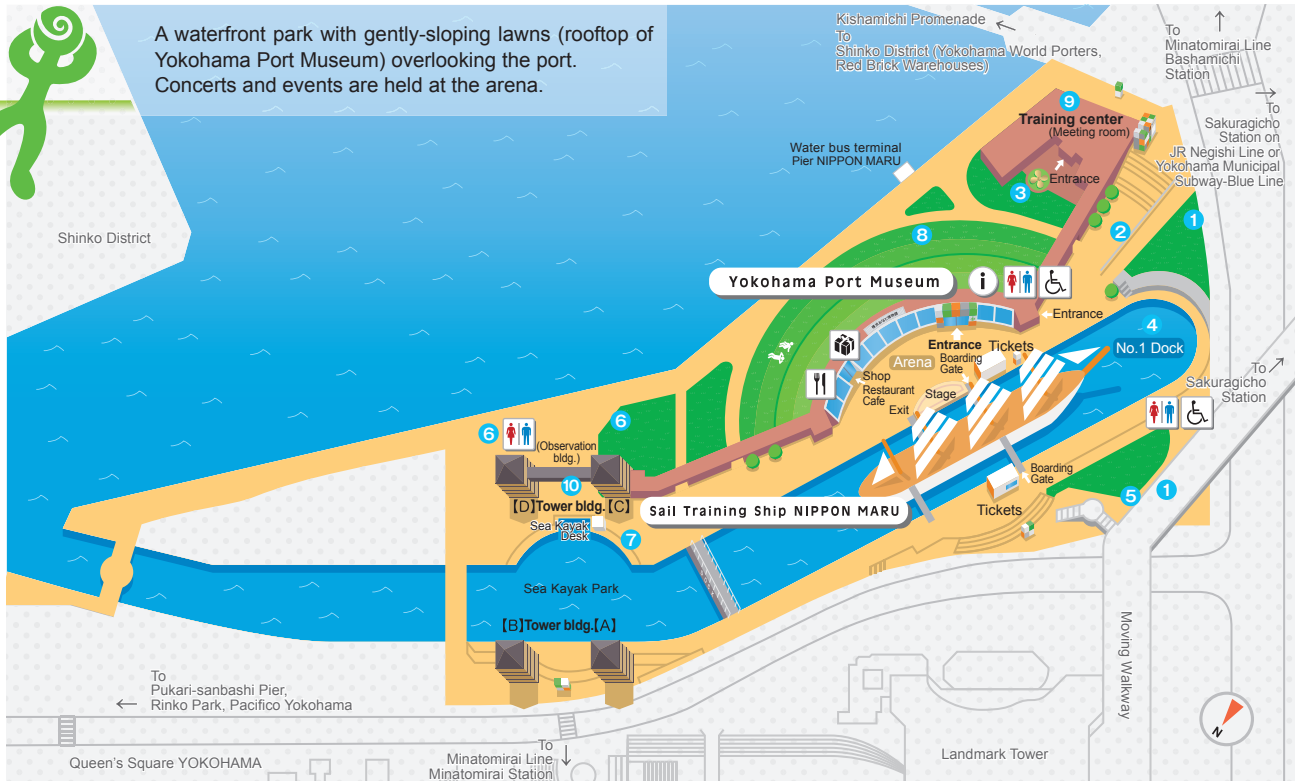 A waterfront park with gently-sloping lawns (rooftop of
Yokohama Port Museum) overlooking the port.
Concerts and events are held at the arena.
Kishamichi Promenade
To
Shinko District (Yokohama World Porters,
Red Brick Warehouses)
To
Minatomirai Line
Bashamichi
Station
To
Sakuragicho
Station on
JR Negishi Line or
Yokohama Municipal
Subway-Blue Line
9
Training center
(Meeting room)
Water bus terminal
Pier NIPPON MARU
Entrance
3
1
2
8
Shinko District
Yokohama Port Museum
i
Entrance
4
No.1 Dock
Entrance
Tickets
Arena
Boarding
Gate
Shop
Restaurant
Cafe
Stage
Exit
To
Sakuragicho
Station
6
6
(Observation
bldg.)
10
【D】Tower bldg.【C】
Sail Training Ship NIPPON MARU
Boarding
Gate
Tickets
5
1
Sea Kayak
Desk
7
Sea Kayak Park
【B】Tower bldg.【A】
Moving Walkway
To
Pukari-sanbashi Pier,
Rinko Park, Pacifico Yokohama
Queen's Square YOKOHAMA
To
Minatomirai Line
Minatomirai Station
Landmark Tower
N